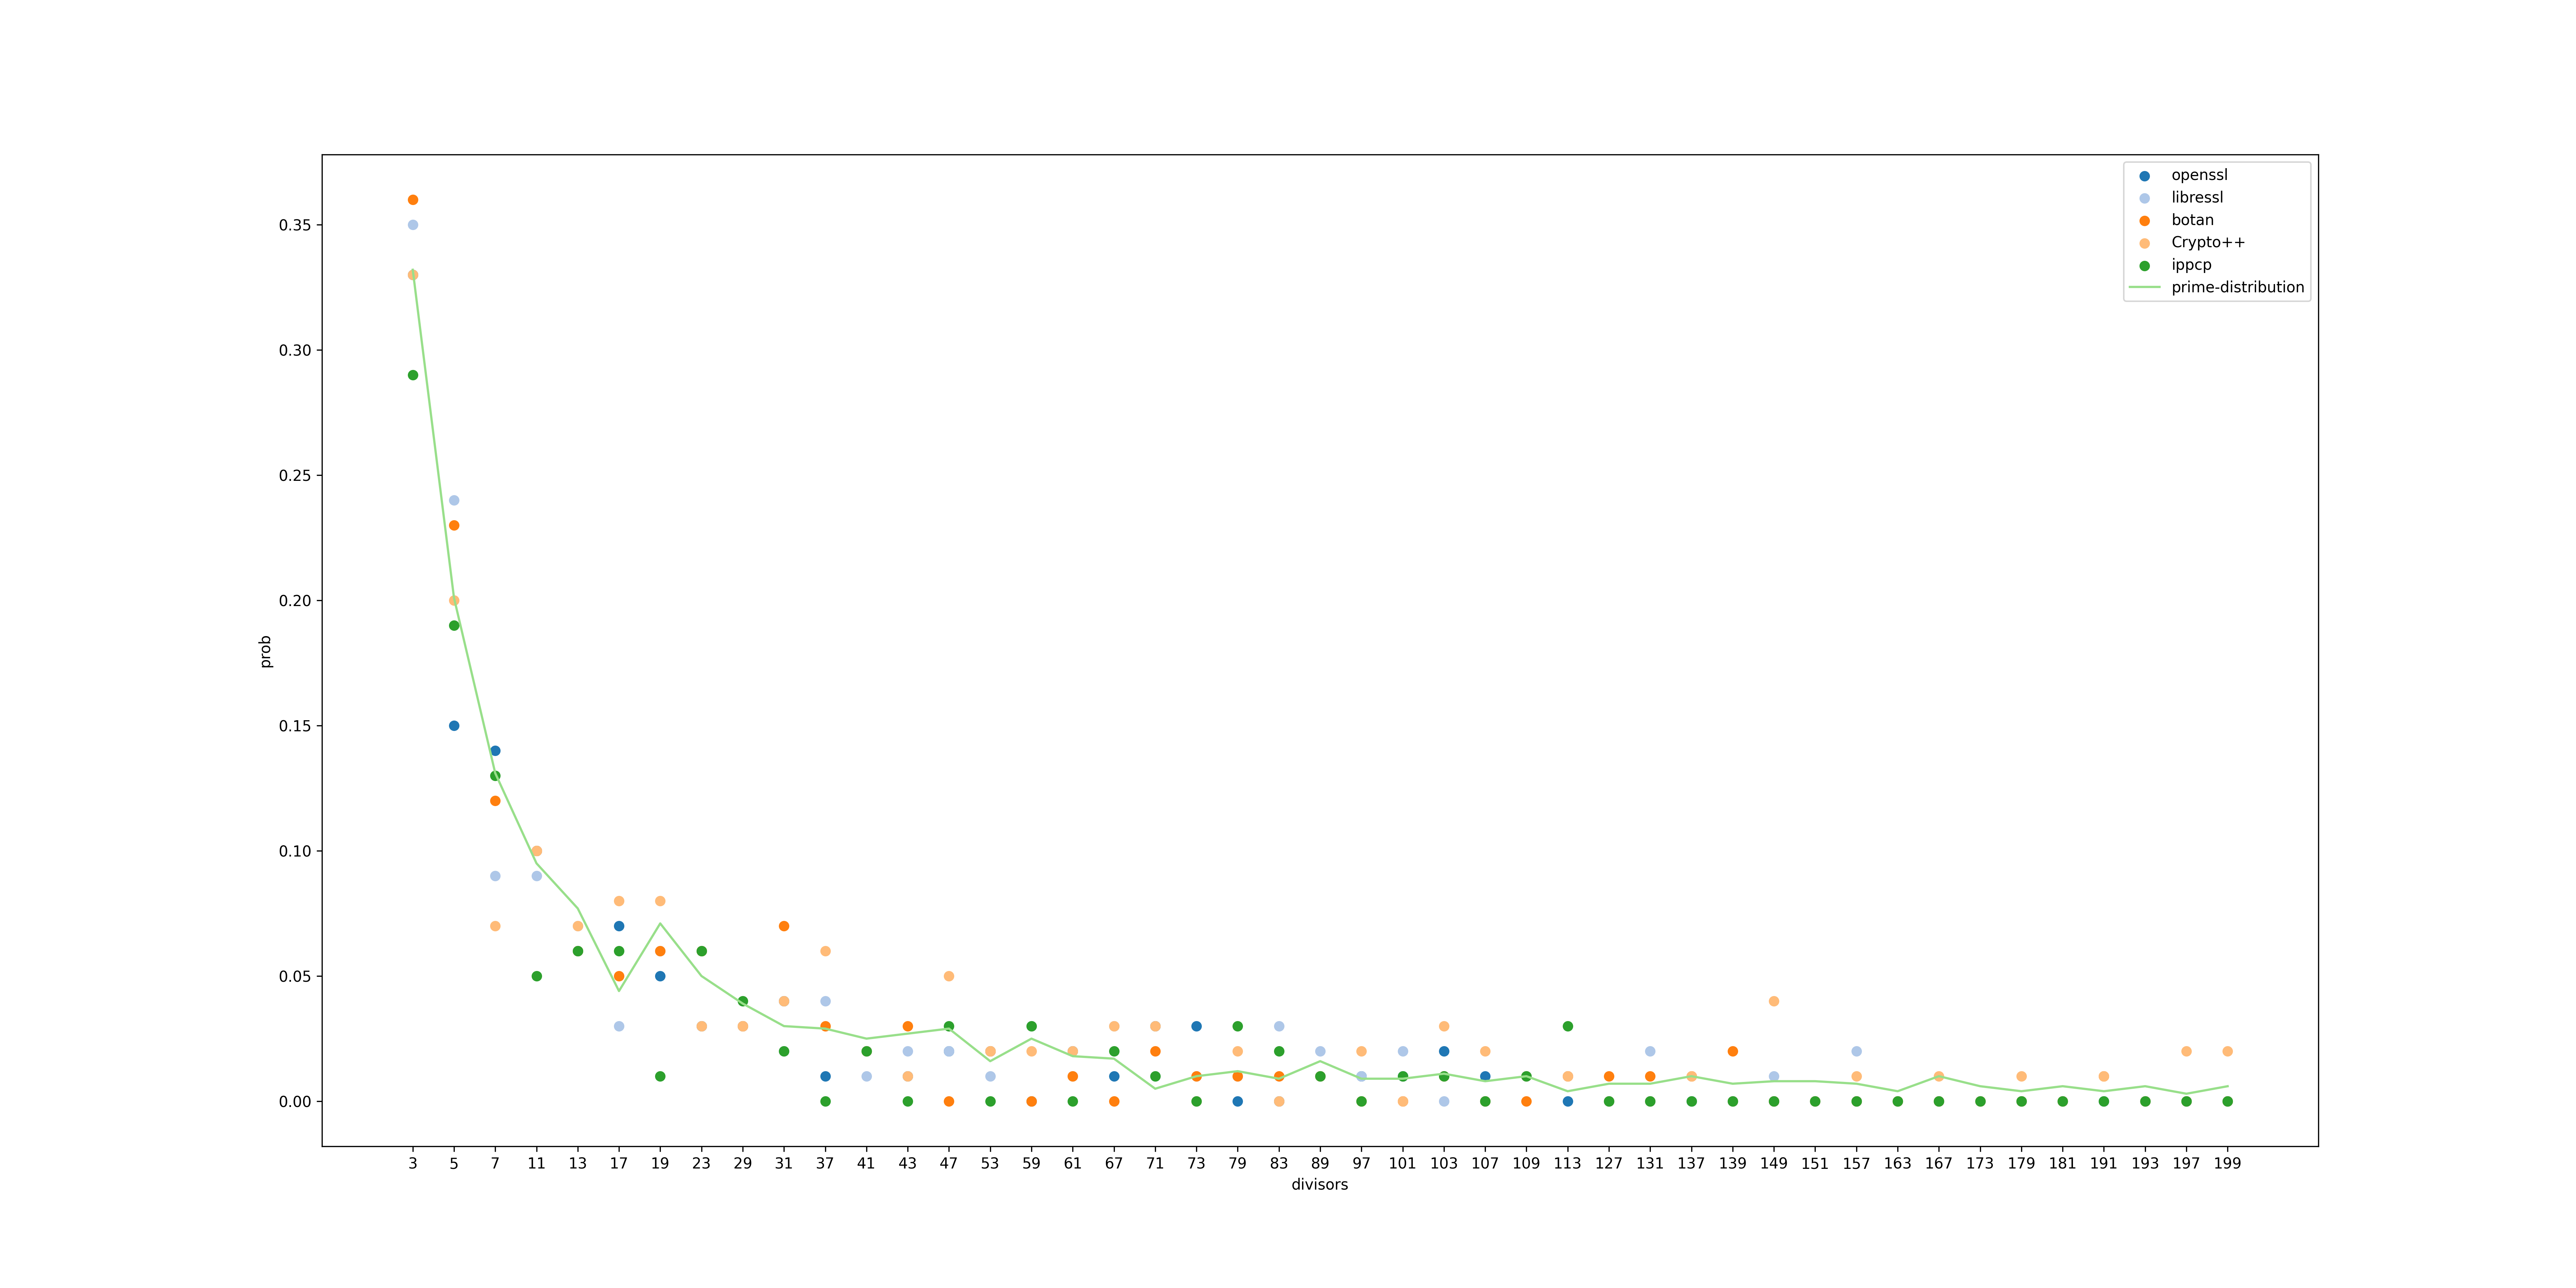 openssl
libressl
botan
Crypto++
ippcp
prime-distribution
0.35
0.30
0.25
0.20
0.15
0.10
0.05
0.00
prob
3 5 7 11 13 17 19 23 29 31 37 41 43 47 53 59 61 67 71 73 79 83 89 97 101 103 107 109 113 127 131 137 139 149 151 157 163 167 173 179 181 191 193 197 199
divisors